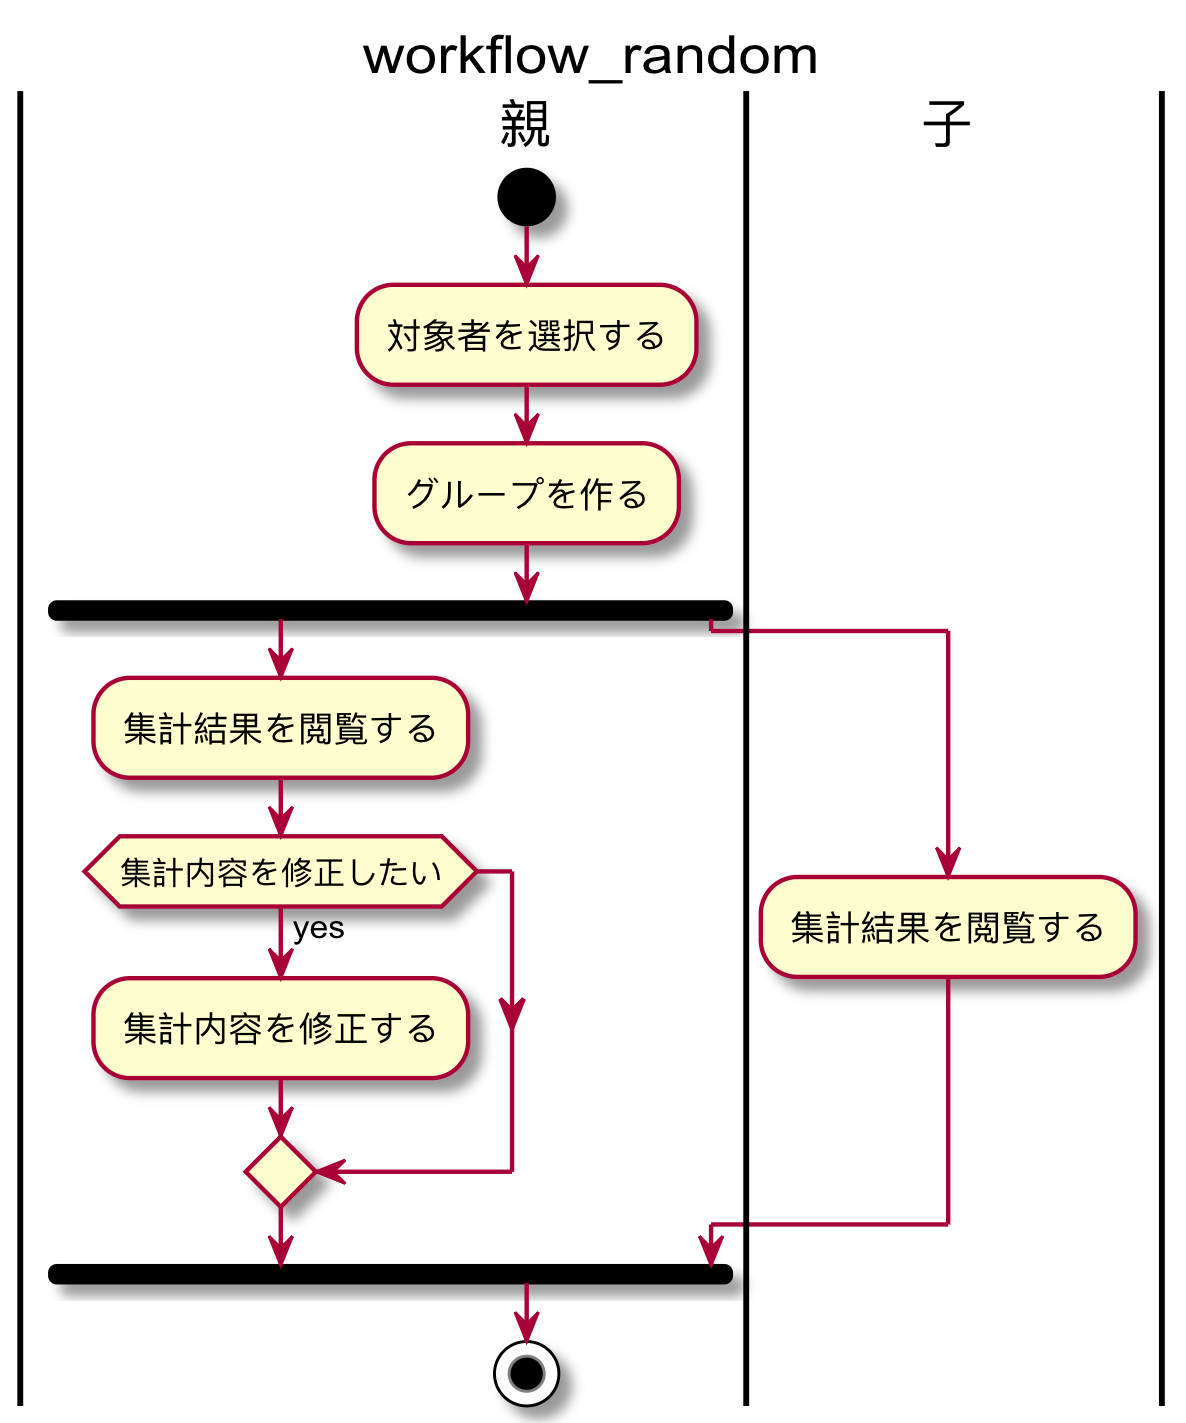 workflow_random
親
子
対象者を選択する
グループを作る
集計結果を閲覧する
集計内容を修正したい
yes
集計結果を閲覧する
集計内容を修正する